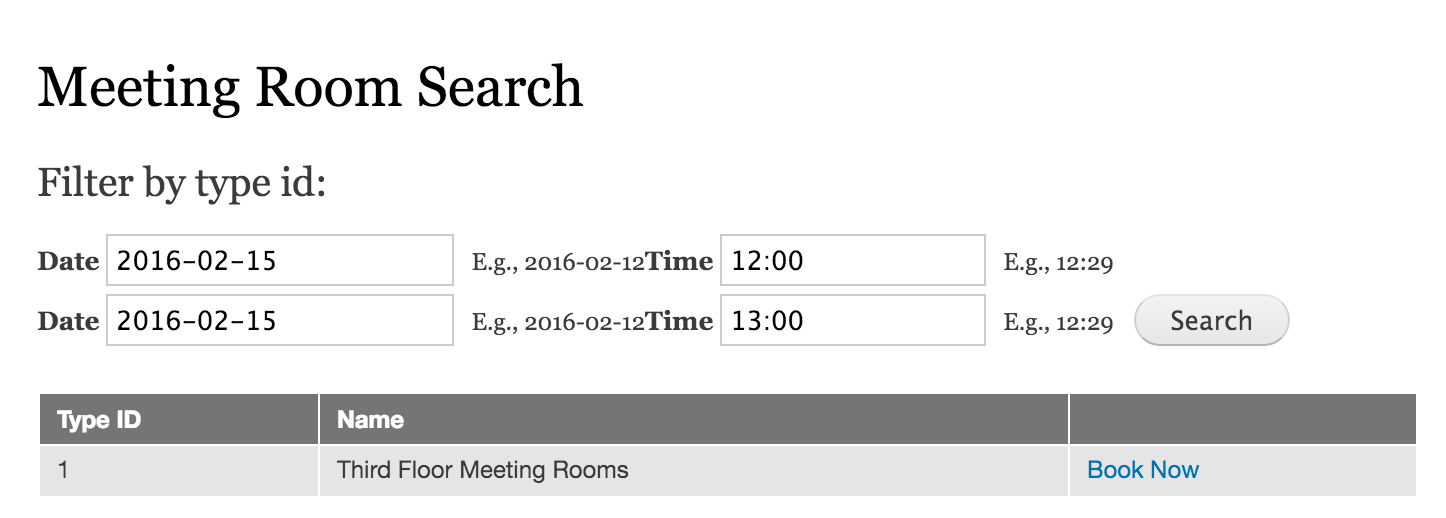 Meeting Room Search
Filter by type id:
Date 2016-02-15 E.g., 2016-02-12Time 12:00 E.g., 12:29
Date 2016-02-15 E.g., 2016-02-12Time 13:00 E.g., 12:29 Search
Type ID Name
1 Third Floor Meeting Rooms Book Now